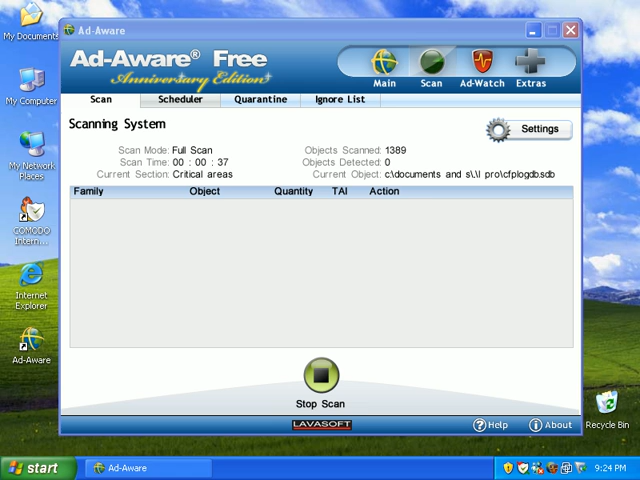 My Documents
My Computer
My Network
Places
COMODO
Intern...
Internet
Explorer
Ad-Aware
Recycle Bin
Ad-Aware
Ad-Aware® Free
Anniversary Edition
Main
Scan
Ad-Watch
Extras
Scan
Scheduler
Quarantine
Ignore List
Scanning System
Settings
Scan Mode: Full Scan
Objects Scanned: 1389
Scan Time: 00 : 00 : 37
Objects Detected: 0
Current Section: Critical areas
Current Object: c:\documents and s\..\l pro\cfplogdb.sdb
Family
Object
Quantity
TAI
Action
Stop Scan
LAVASOFT
Help
About
start
Ad-Aware
9:24 PM